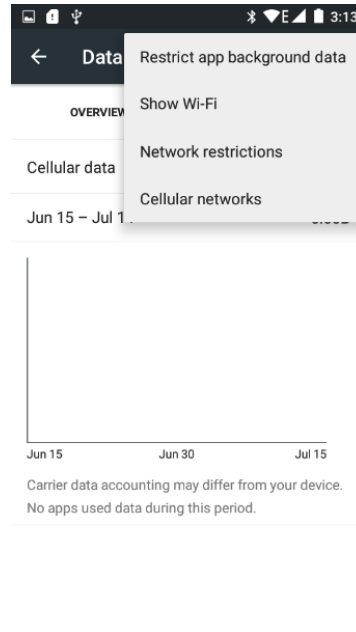 E 3:13
Data
Restrict app background data
OVERVIEW
Show Wi-Fi
Cellular data
Network restrictions
Cellular networks
Jun 15 – Jul 1
Jun 15 Jun 30 Jul 15
Carrier data accounting may differ from your device.
No apps used data during this period.